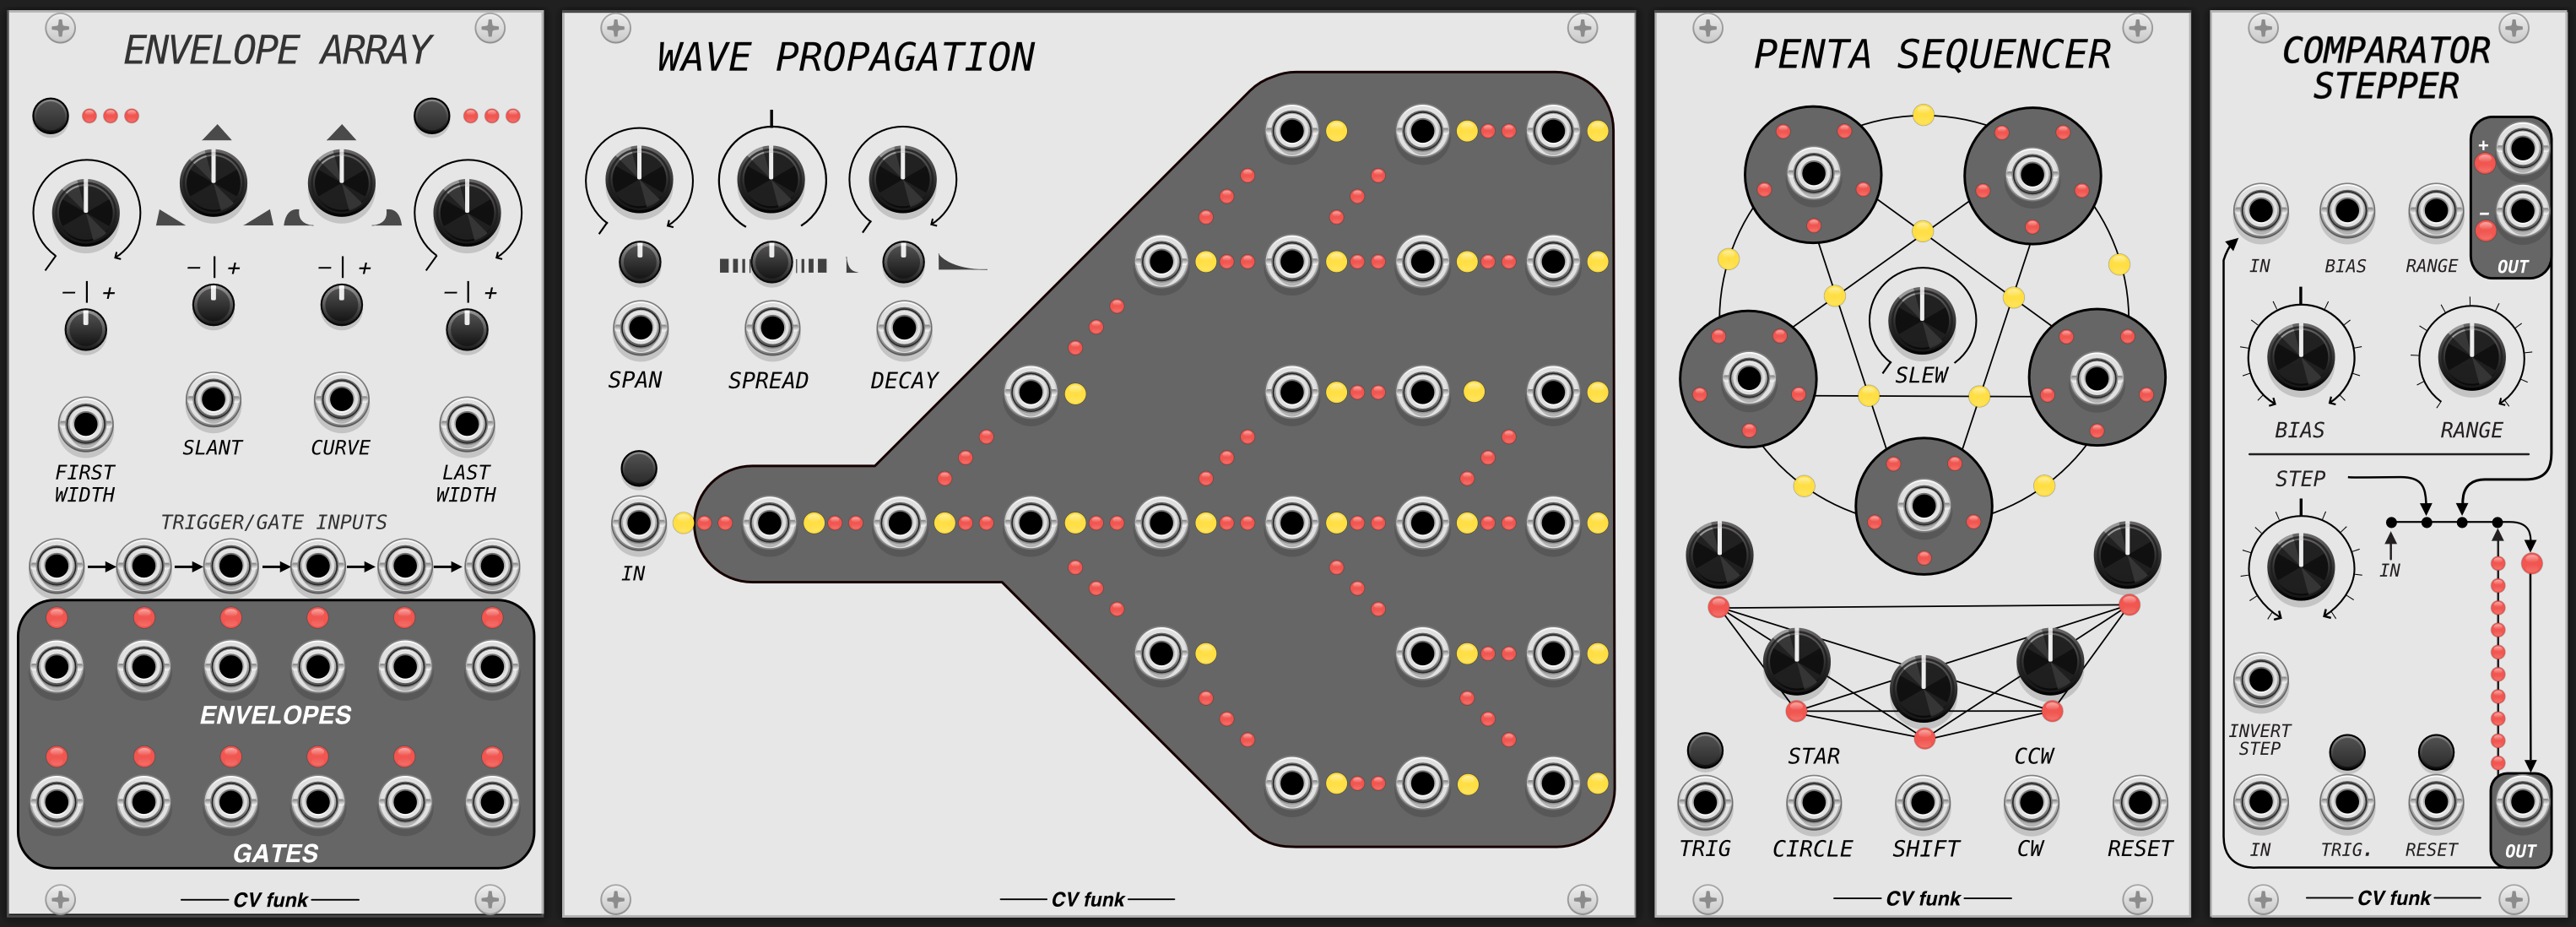 ENVELOPE ARRAY
- | +
- | +
- | +
- | +
SLANT
CURVE
FIRST
WIDTH
LAST
WIDTH
TRIGGER/GATE INPUTS
ENVELOPES
GATES
CV funk
WAVE PROPAGATION
SPAN
SPREAD
DECAY
IN
CV funk
PENTA SEQUENCER
SLEW
STAR
CCW
TRIG
CIRCLE
SHIFT
CW
RESET
CV funk
COMPARATOR
STEPPER
+
-
IN
BIAS
RANGE
OUT
BIAS
RANGE
STEP
IN
INVERT
STEP
IN
TRIG.
RESET
OUT
CV funk